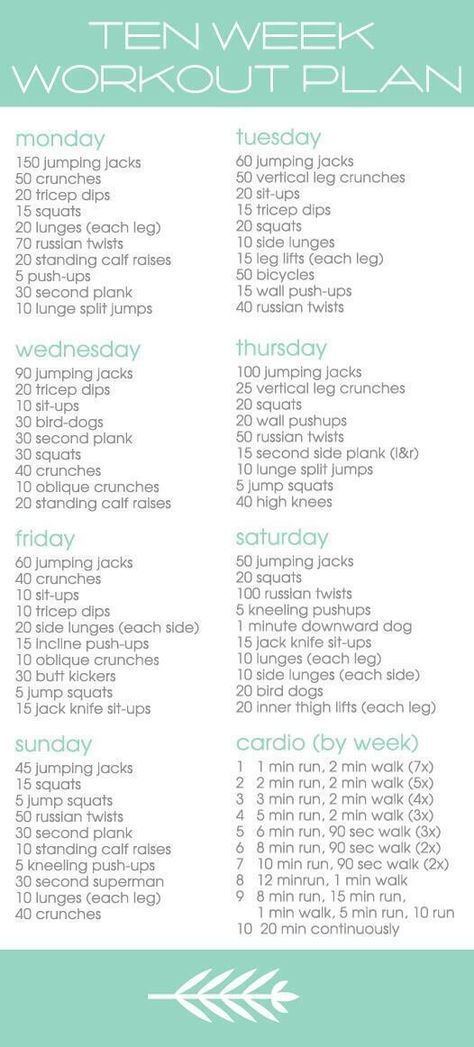 TEN WEEK
WORKOUT PLAN
monday
150 jumping jacks
50 crunches
20 tricep dips
15 squats
20 lunges (each leg)
70 russian twists
20 standing calf raises
5 push-ups
30 second plank
10 lunge split jumps
tuesday
60 jumping jacks
50 vertical leg crunches
20 sit-ups
15 tricep dips
20 squats
10 side lunges
15 leg lifts (each leg)
50 bicycles
15 wall push-ups
40 russian twists
wednesday
90 jumping jacks
20 tricep dips
10 sit-ups
30 bird-dogs
30 second plank
30 squats
40 crunches
10 oblique crunches
20 standing calf raises
thursday
100 jumping jacks
25 vertical leg crunches
20 squats
20 wall pushups
50 russian twists
15 second side plank (l&r)
10 lunge split jumps
5 jump squats
40 high knees
friday
60 jumping jacks
40 crunches
10 sit-ups
10 tricep dips
20 side lunges (each side)
15 incline push-ups
10 oblique crunches
30 butt kickers
5 jump squats
15 jack knife sit-ups
saturday
50 jumping jacks
20 squats
100 russian twists
5 kneeling pushups
1 minute downward dog
15 jack knife sit-ups
10 lunges (each leg)
10 side lunges (each side)
20 bird dogs
20 inner thigh lifts (each leg)
sunday
45 jumping jacks
15 squats
5 jump squats
50 russian twists
30 second plank
10 standing calf raises
5 kneeling push-ups
30 second superman
10 lunges (each leg)
40 crunches
cardio (by week)
1 1 min run, 2 min walk (7x)
2 2 min run, 2 min walk (5x)
3 3 min run, 2 min walk (4x)
4 5 min run, 2 min walk (3x)
5 6 min run, 90 sec walk (3x)
6 8 min run, 90 sec walk (2x)
7 10 min run, 90 sec walk (2x)
8 12 minrun, 1 min walk
9 8 min run, 15 min run,
1 min walk, 5 min run, 10 run
10 20 min continuously